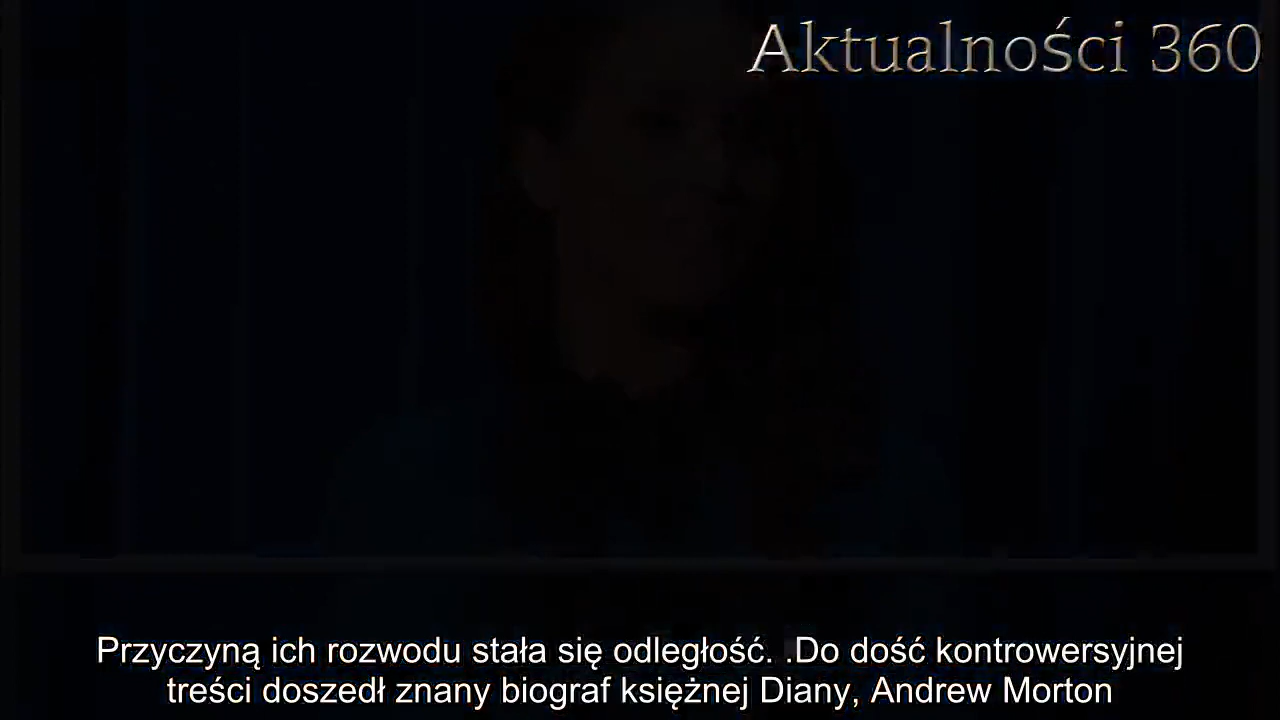 Aktualności 360
Przyczyną ich rozwodu stała się odległość. .Do dość kontrowersyjnej
treści doszedł znany biograf księżnej Diany, Andrew Morton